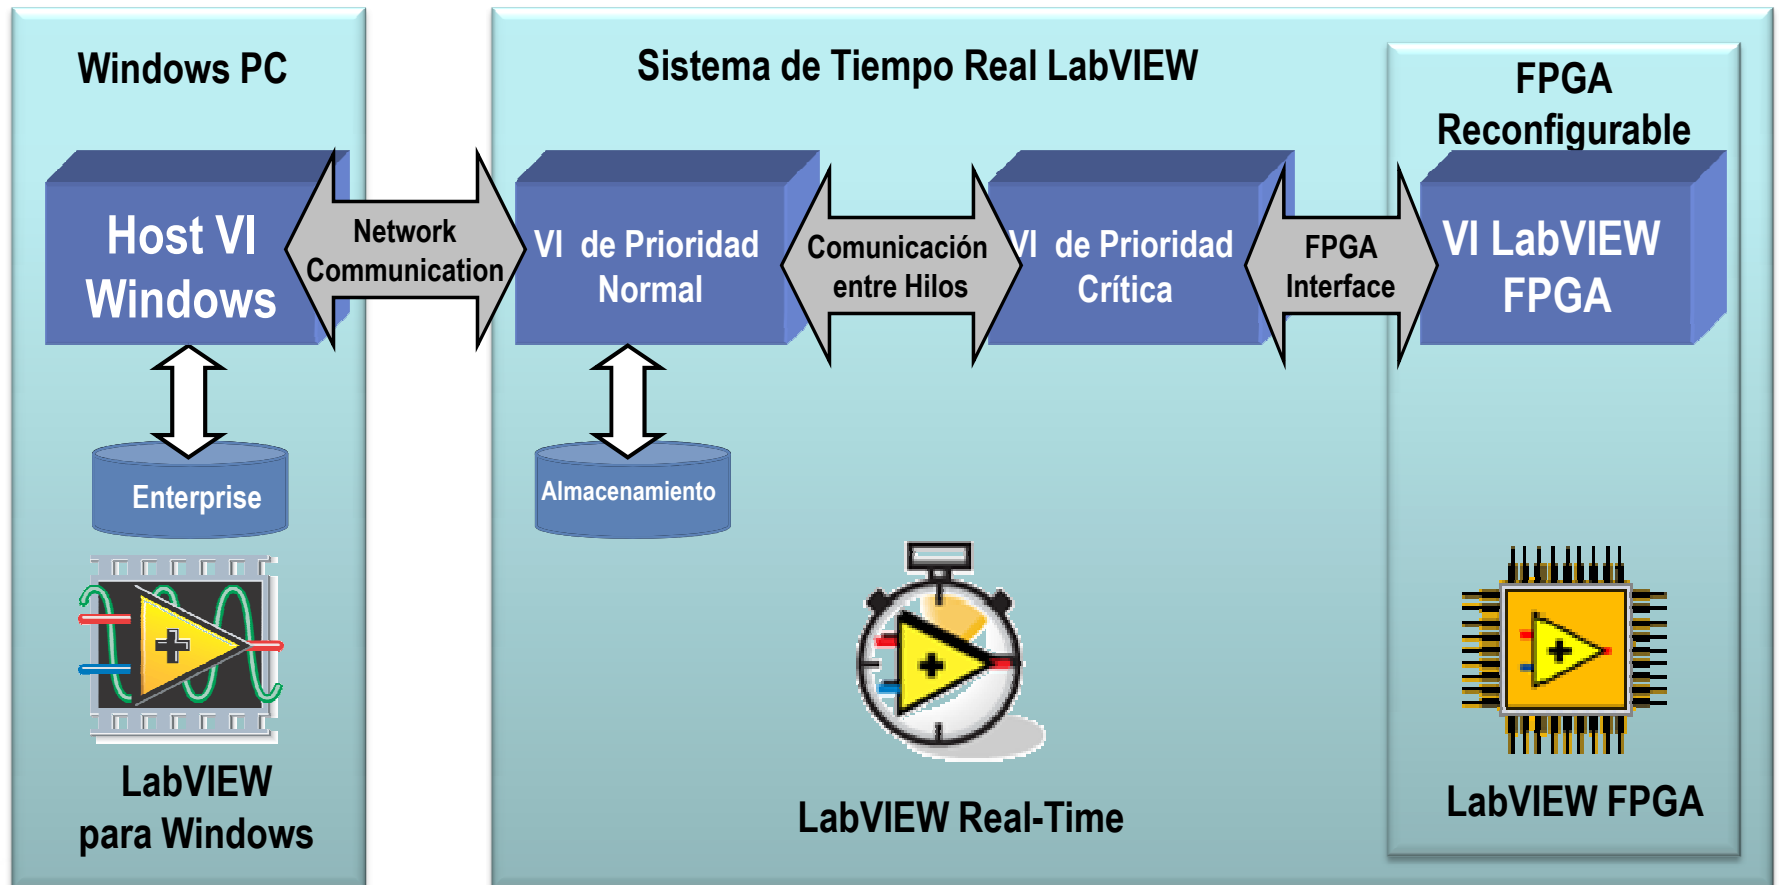 Windows PC
Sistema de Tiempo Real LabVIEW
FPGA
Reconfigurable
Host VI
Windows
Network
Communication
VI de Prioridad
Normal
Comunicación
entre Hilos
VI de Prioridad
Crítica
FPGA
Interface
VI LabVIEW
FPGA
Enterprise
Almacenamiento
LabVIEW
para Windows
LabVIEW Real-Time
LabVIEW FPGA